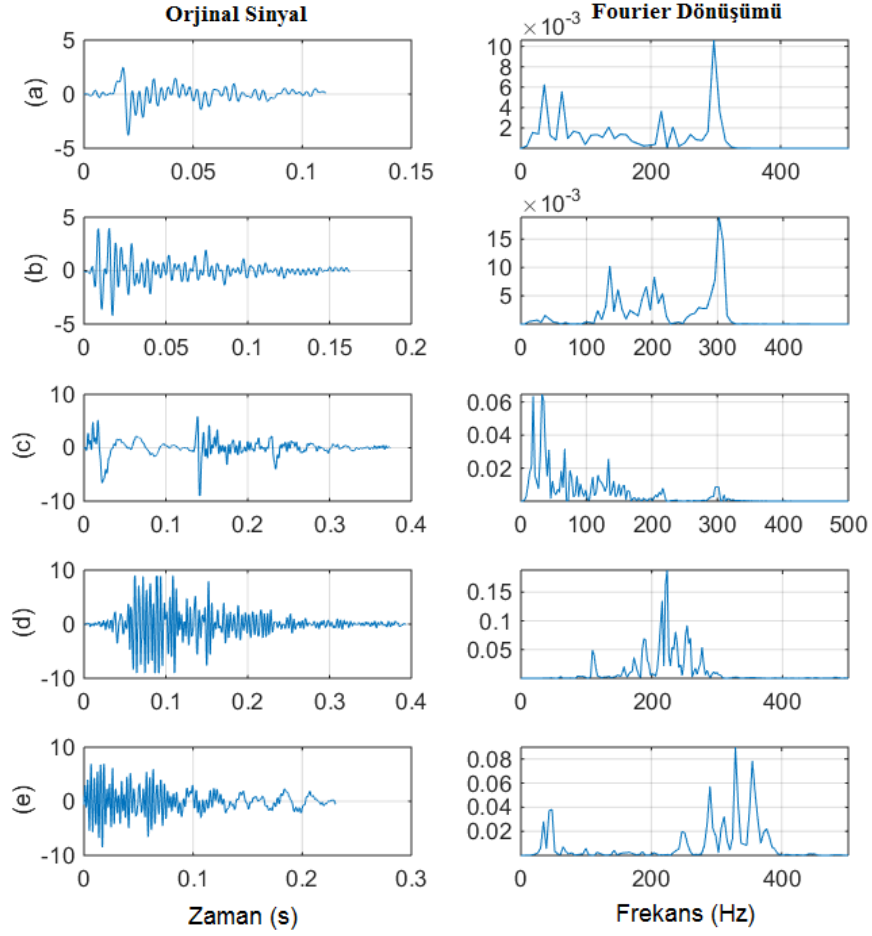 Orjinal Sinyal
Fourier Dönüşümü
(a)
5
0
-5
0 0.05 0.1 0.15
×10⁻³
10
8
6
4
2
0 200 400
(b)
5
0
-5
0 0.05 0.1 0.15 0.2
×10⁻³
15
10
5
0 100 200 300 400
(c)
10
0
-10
0 0.1 0.2 0.3 0.4
0.06
0.04
0.02
0 100 200 300 400 500
(d)
10
0
-10
0 0.1 0.2 0.3 0.4
0.15
0.1
0.05
0 200 400
(e)
10
0
-10
0 0.1 0.2 0.3
0.08
0.06
0.04
0.02
0 200 400
Zaman (s)
Frekans (Hz)